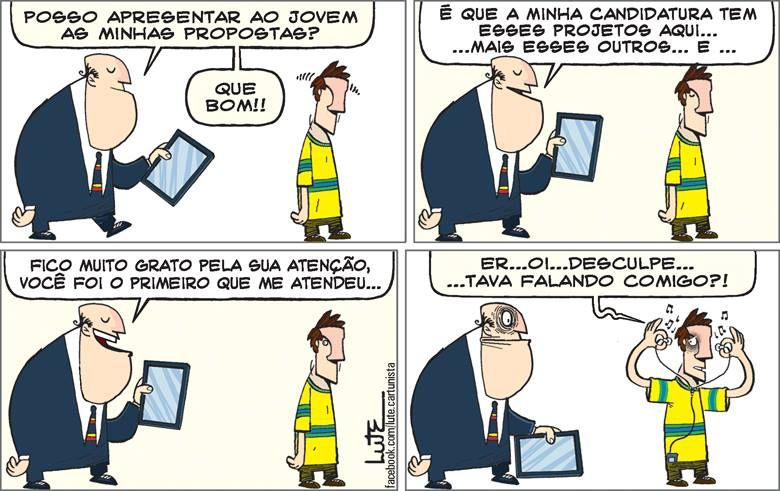 POSSO APRESENTAR AO JOVEM
AS MINHAS PROPOSTAS?
QUE
BOM!!
É QUE A MINHA CANDIDATURA TEM
ESSES PROJETOS AQUI...
...MAIS ESSES OUTROS... E ...
FICO MUITO GRATO PELA SUA ATENÇÃO,
VOCÊ FOI O PRIMEIRO QUE ME ATENDEU...
LUTE
facebook.com/lute.cartunista
ER...OI...DESCULPE...
...TAVA FALANDO COMIGO?!